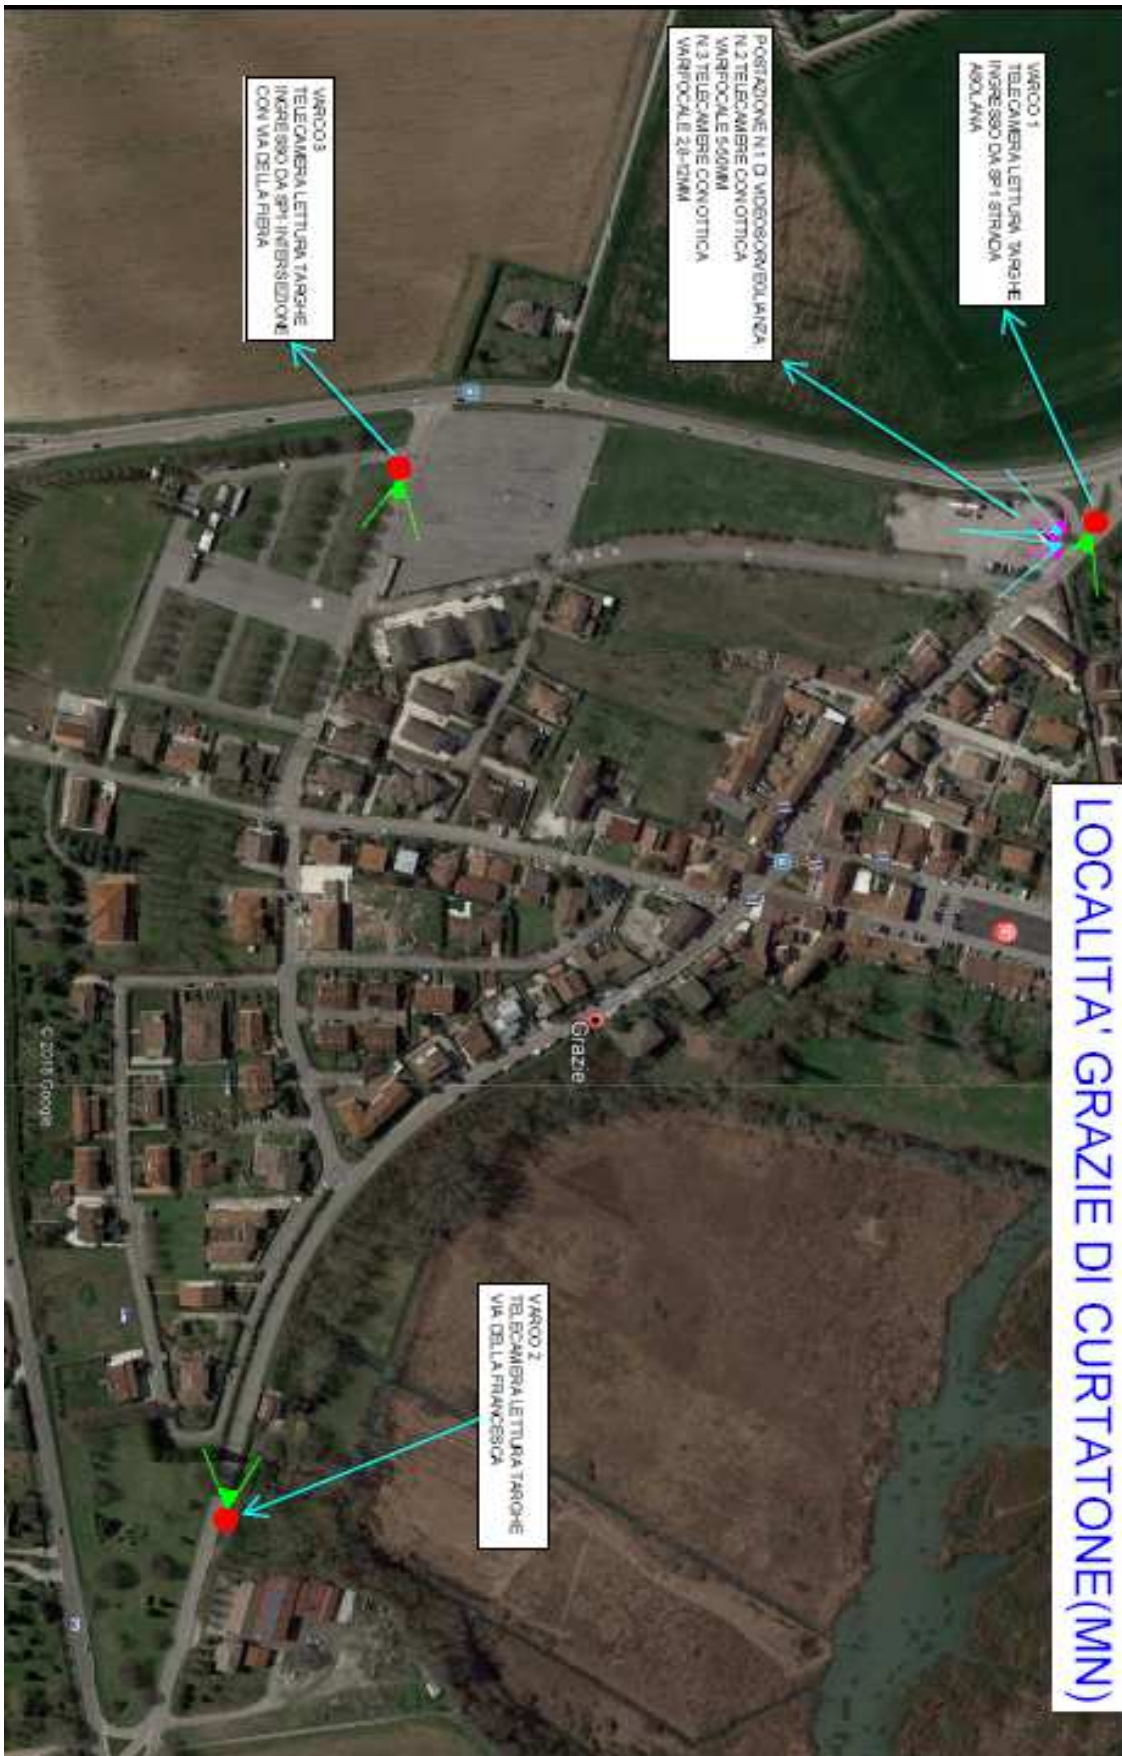 LOCALITA' GRAZIE DI CURTATONE(MN)
VARCO 1
TELECAMERA LETTURA TARGHE
INGRESSO DA SP1 STRADA
ASOLANA
POSTAZIONE N.1 DI VIDEOSORVEGLIANZA:
N.2 TELECAMERE CON OTTICA
VARIFOCALE 5-50MM
N.3 TELECAMERE CON OTTICA
VARIFOCALE 2,8-12MM
VARCO 3
TELECAMERA LETTURA TARGHE
INGRESSO DA SP1 INTERSEZIONE
CON VIA DELLA FIERA
VARCO 2
TELECAMERA LETTURA TARGHE
VIA DELLA FRANCESCA
Grazie
© 2018 Google